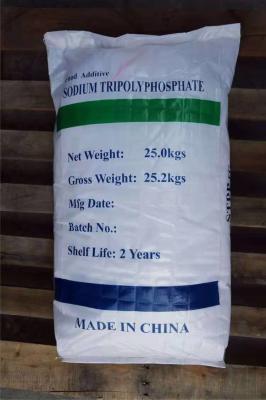 Food Additive
SODIUM TRIPOLYPHOSPHATE
Net Weight: 25.0kgs
Gross Weight: 25.2kgs
Mfg Date:
Batch No.:
Shelf Life: 2 Years
MADE IN CHINA